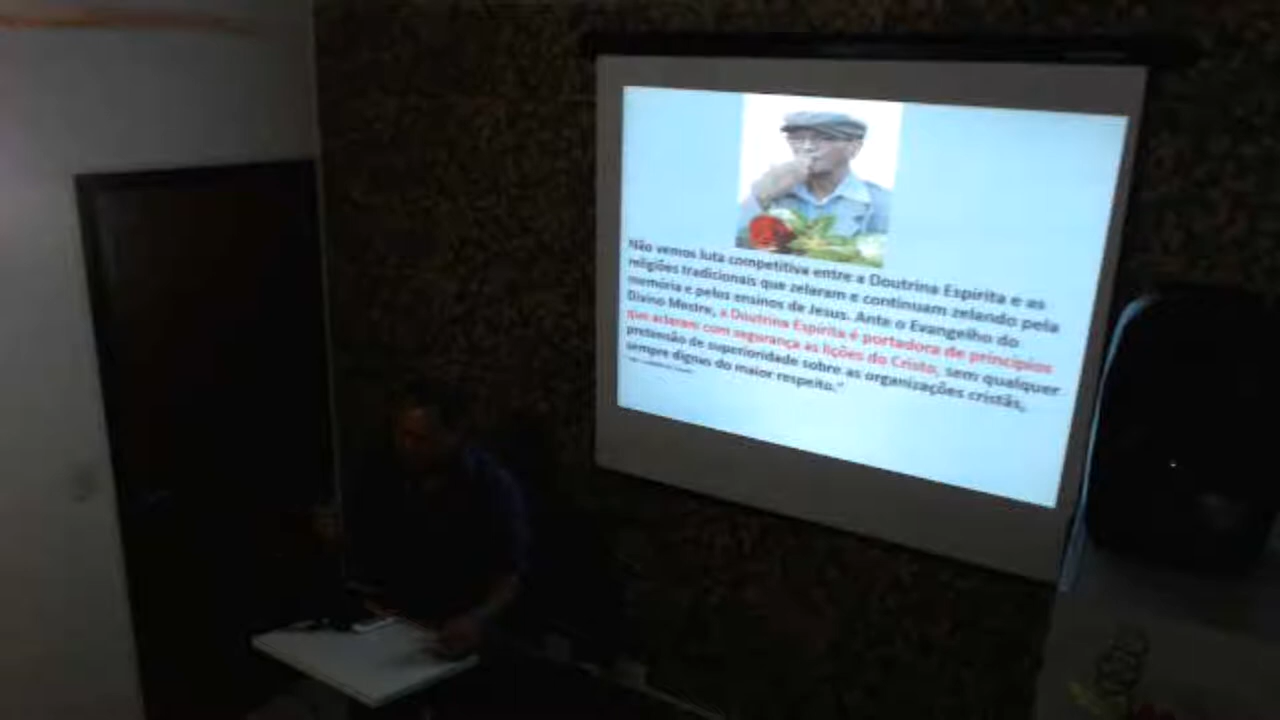 Não vemos luta competitiva entre a Doutrina Espírita e as
religiões tradicionais que zelaram e continuam zelando pela
memória e pelos ensinos de Jesus. Ante o Evangelho do
Divino Mestre, a Doutrina Espírita é portadora de princípios
que aclaram com segurança as lições do Cristo, sem qualquer
pretensão de superioridade sobre as organizações cristãs,
sempre dignas do maior respeito."